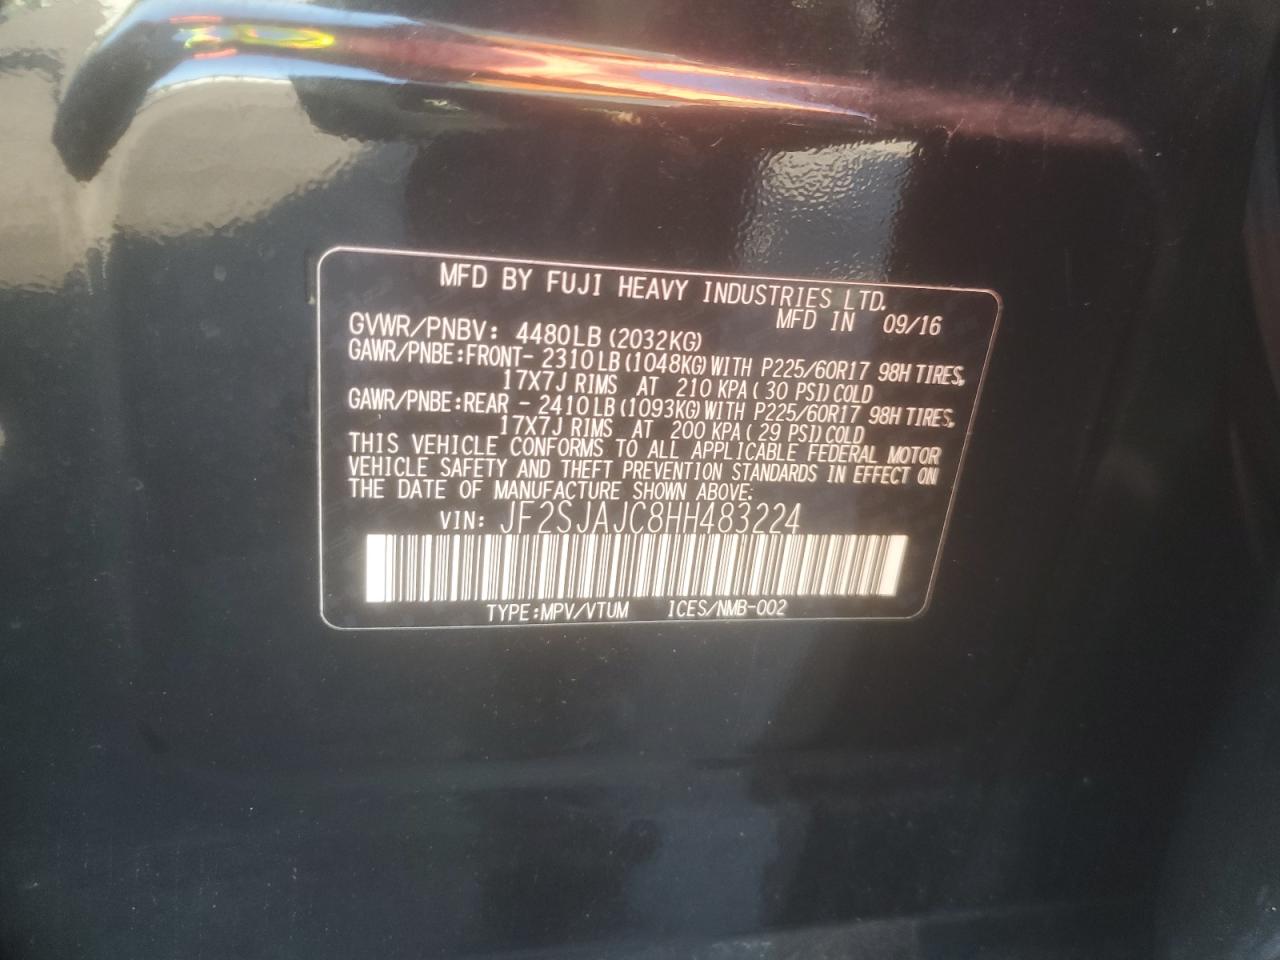 MFD BY FUJI HEAVY INDUSTRIES LTD.
MFD IN 09/16
GVWR/PNBV: 4480LB (2032KG)
GAWR/PNBE:FRONT- 2310LB (1048KG) WITH P225/60R17 98H TIRES,
17X7J RIMS AT 210 KPA ( 30 PSI) COLD
GAWR/PNBE:REAR - 2410LB (1093KG) WITH P225/60R17 98H TIRES,
17X7J RIMS AT 200 KPA ( 29 PSI) COLD
THIS VEHICLE CONFORMS TO ALL APPLICABLE FEDERAL MOTOR
VEHICLE SAFETY AND THEFT PREVENTION STANDARDS IN EFFECT ON
THE DATE OF MANUFACTURE SHOWN ABOVE.
VIN: JF2SJAJC8HH483224
TYPE:MPV/VTUM ICES/NMB-002